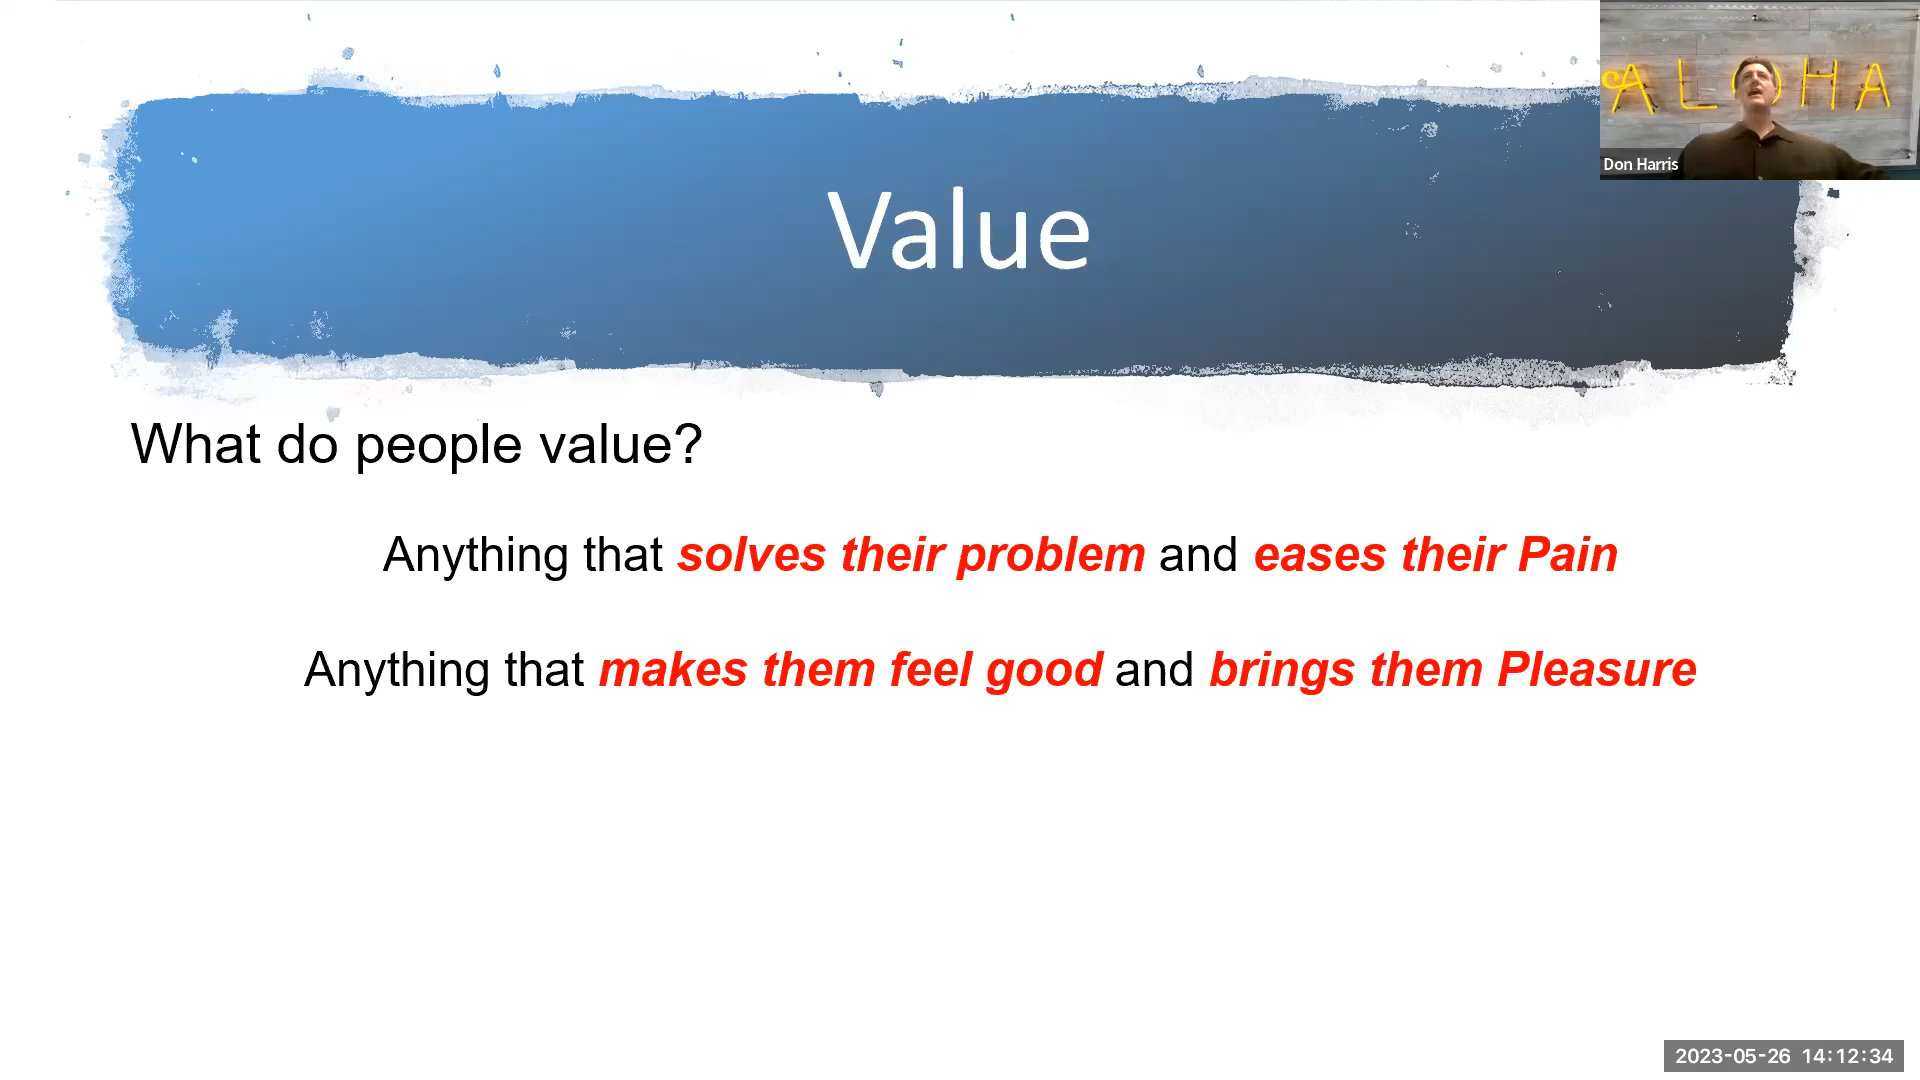 Value
ALOHA
Don Harris
What do people value?
Anything that solves their problem and eases their Pain
Anything that makes them feel good and brings them Pleasure
2023-05-26 14:12:34